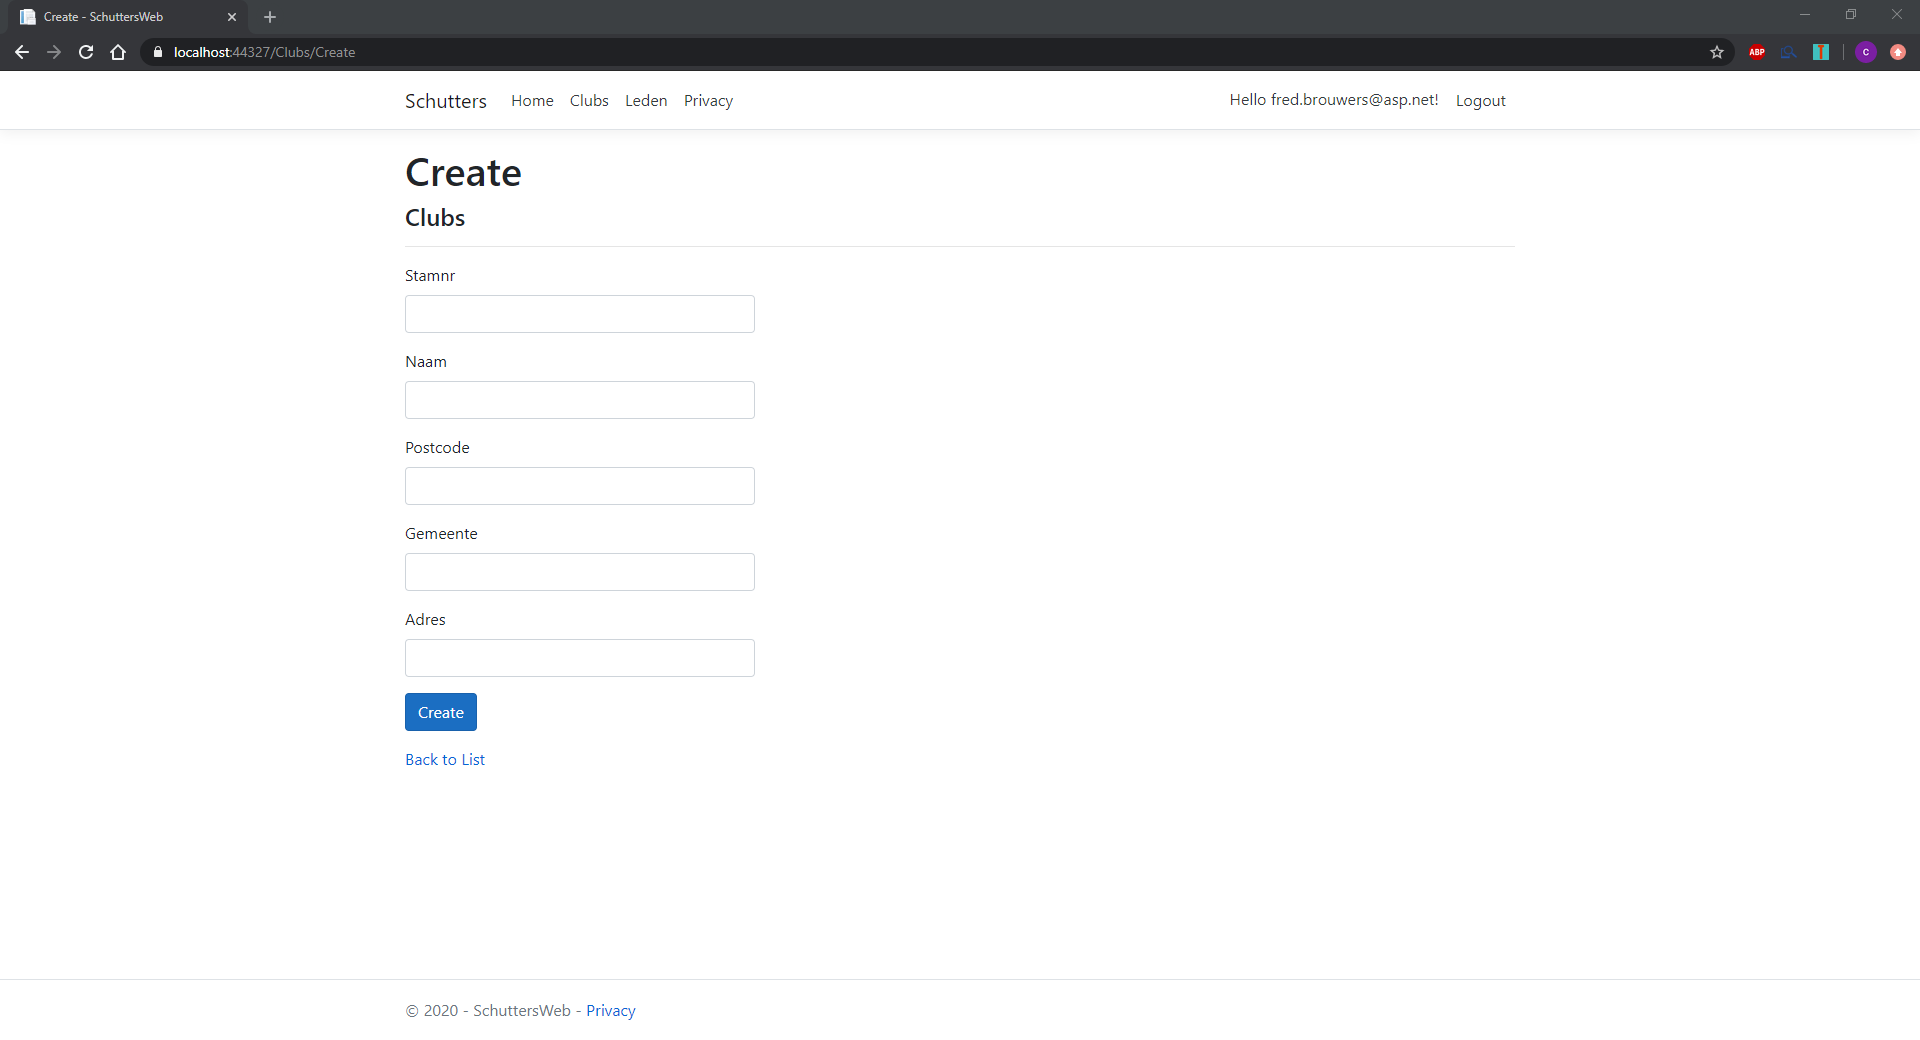 Create - SchuttersWeb
localhost:44327/Clubs/Create
ABP
C
Schutters Home Clubs Leden Privacy Hello fred.brouwers@asp.net! Logout
Create
Clubs
Stamnr
Naam
Postcode
Gemeente
Adres
Create
Back to List
© 2020 - SchuttersWeb - Privacy